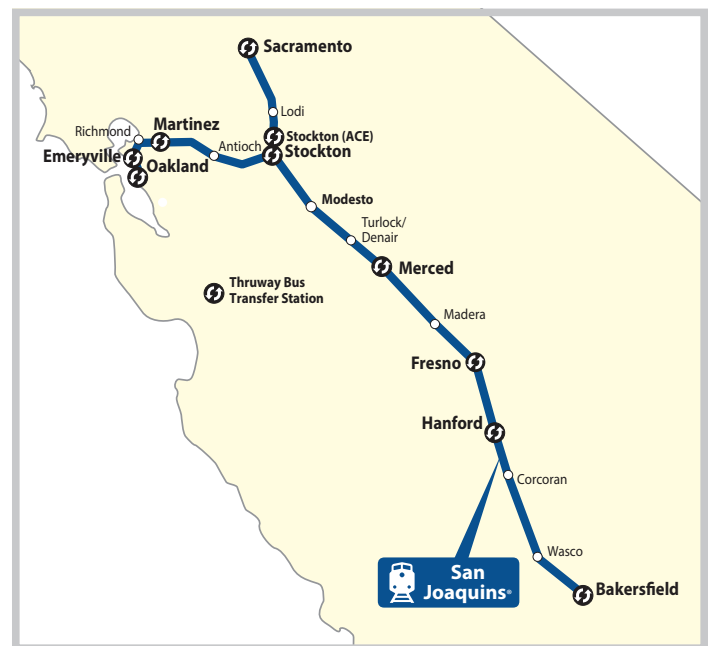 Sacramento
Lodi
Richmond
Martinez
Stockton (ACE)
Antioch
Stockton
Emeryville
Oakland
Modesto
Turlock/
Denair
Merced
Thruway Bus
Transfer Station
Madera
Fresno
Hanford
Corcoran
Wasco
San
Joaquins®
Bakersfield